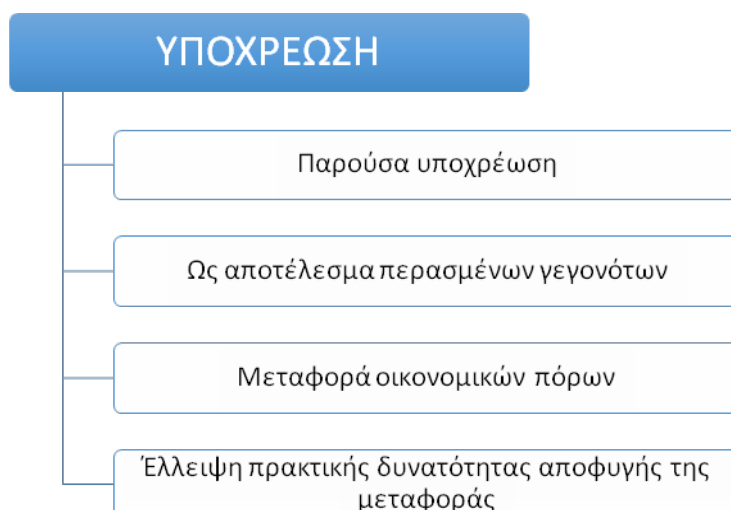 ΥΠΟΧΡΕΩΣΗ
Παρούσα υποχρέωση
Ως αποτέλεσμα περασμένων γεγονότων
Μεταφορά οικονομικών πόρων
Έλλειψη πρακτικής δυνατότητας αποφυγής της
μεταφοράς